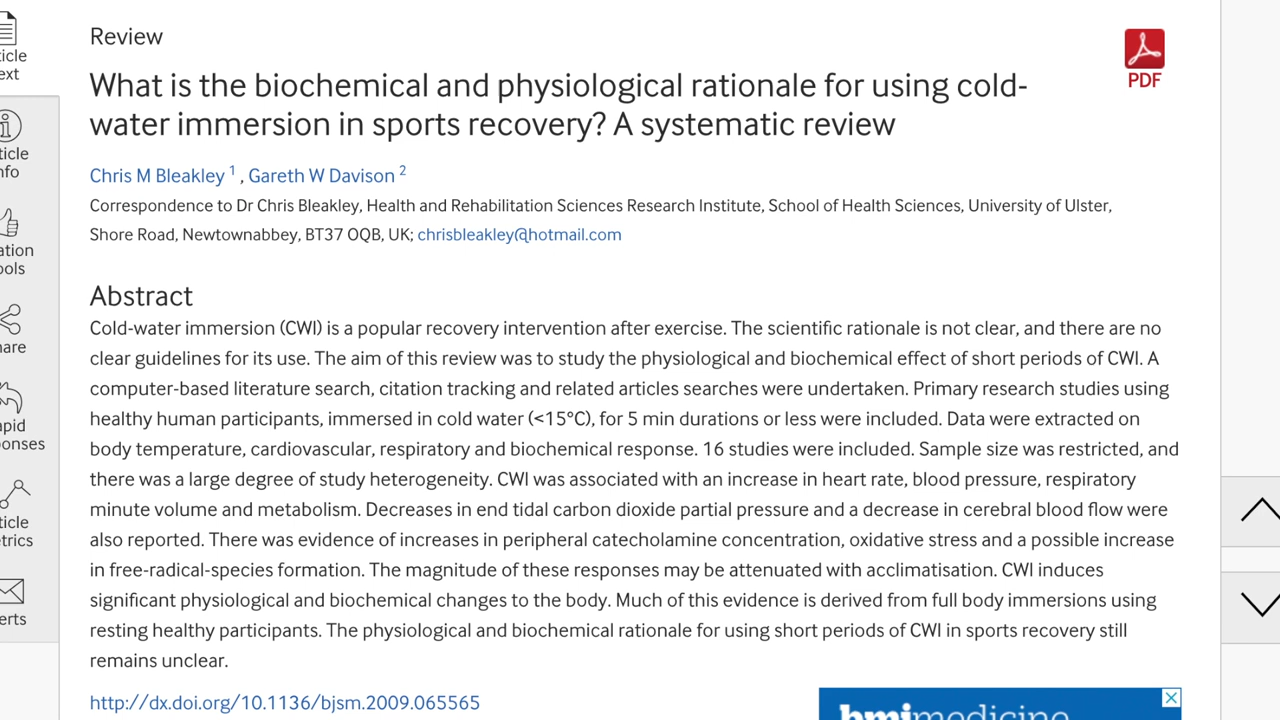 Review
What is the biochemical and physiological rationale for using cold-
water immersion in sports recovery? A systematic review
PDF
Chris M Bleakley 1 , Gareth W Davison 2
Correspondence to Dr Chris Bleakley, Health and Rehabilitation Sciences Research Institute, School of Health Sciences, University of Ulster,
Shore Road, Newtownabbey, BT37 OQB, UK; chrisbleakley@hotmail.com
Abstract
Cold-water immersion (CWI) is a popular recovery intervention after exercise. The scientific rationale is not clear, and there are no
clear guidelines for its use. The aim of this review was to study the physiological and biochemical effect of short periods of CWI. A
computer-based literature search, citation tracking and related articles searches were undertaken. Primary research studies using
healthy human participants, immersed in cold water (<15°C), for 5 min durations or less were included. Data were extracted on
body temperature, cardiovascular, respiratory and biochemical response. 16 studies were included. Sample size was restricted, and
there was a large degree of study heterogeneity. CWI was associated with an increase in heart rate, blood pressure, respiratory
minute volume and metabolism. Decreases in end tidal carbon dioxide partial pressure and a decrease in cerebral blood flow were
also reported. There was evidence of increases in peripheral catecholamine concentration, oxidative stress and a possible increase
in free-radical-species formation. The magnitude of these responses may be attenuated with acclimatisation. CWI induces
significant physiological and biochemical changes to the body. Much of this evidence is derived from full body immersions using
resting healthy participants. The physiological and biochemical rationale for using short periods of CWI in sports recovery still
remains unclear.
http://dx.doi.org/10.1136/bjsm.2009.065565
icle
ext
ticle
nfo
ation
ools
hare
apid
onses
ticle
trics
erts